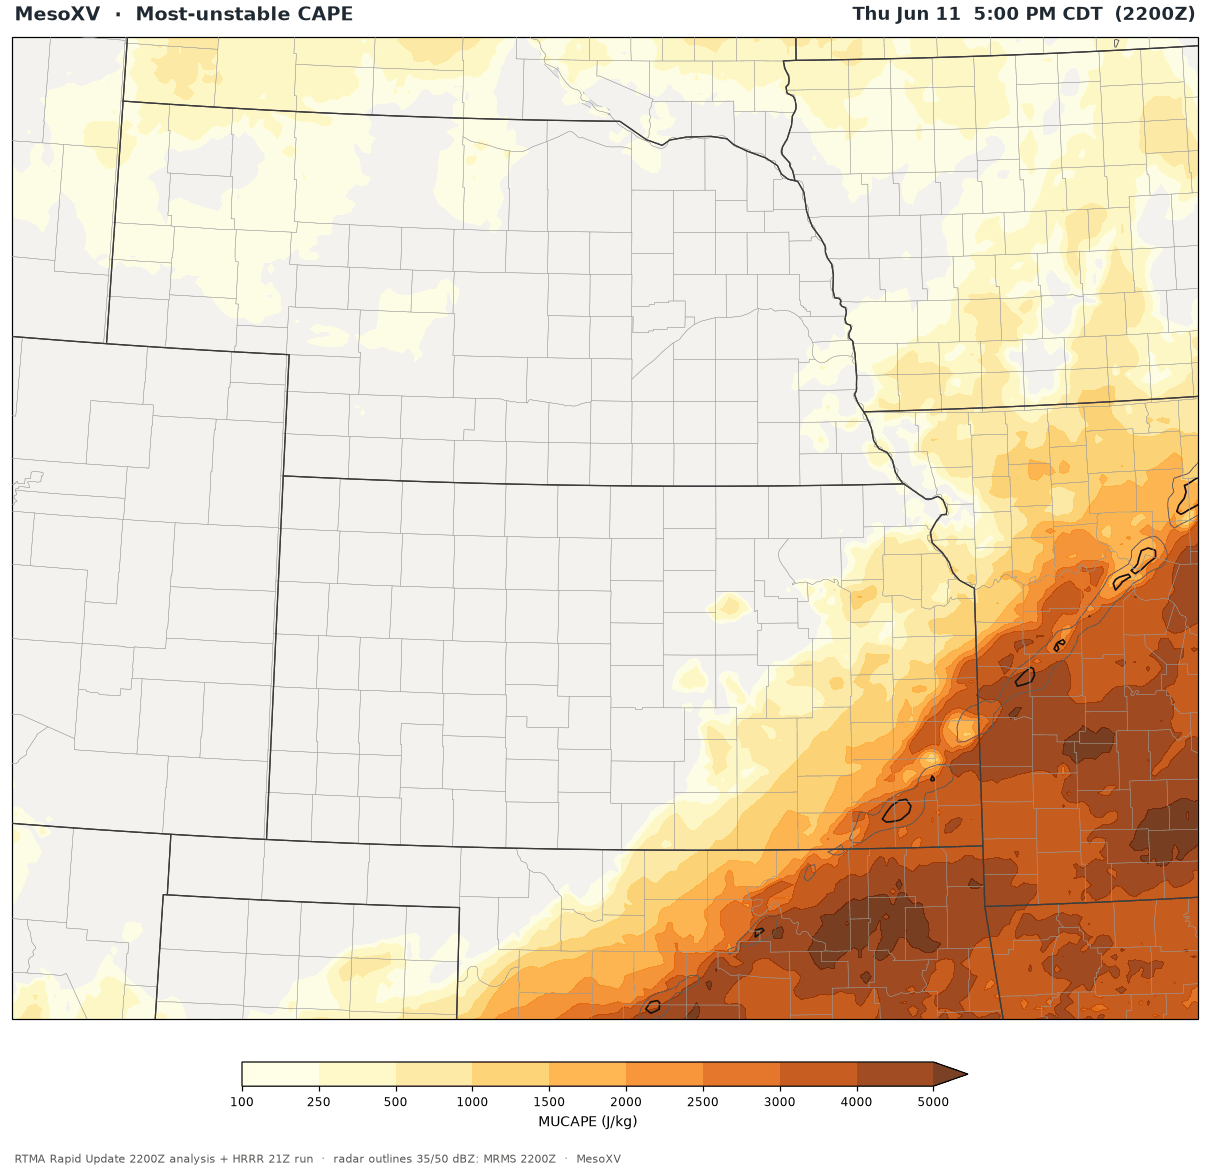 MesoXV · Most-unstable CAPE
Thu Jun 11 5:00 PM CDT (2200Z)
100 250 500 1000 1500 2000 2500 3000 4000 5000
MUCAPE (J/kg)
RTMA Rapid Update 2200Z analysis + HRRR 21Z run · radar outlines 35/50 dBZ: MRMS 2200Z · MesoXV